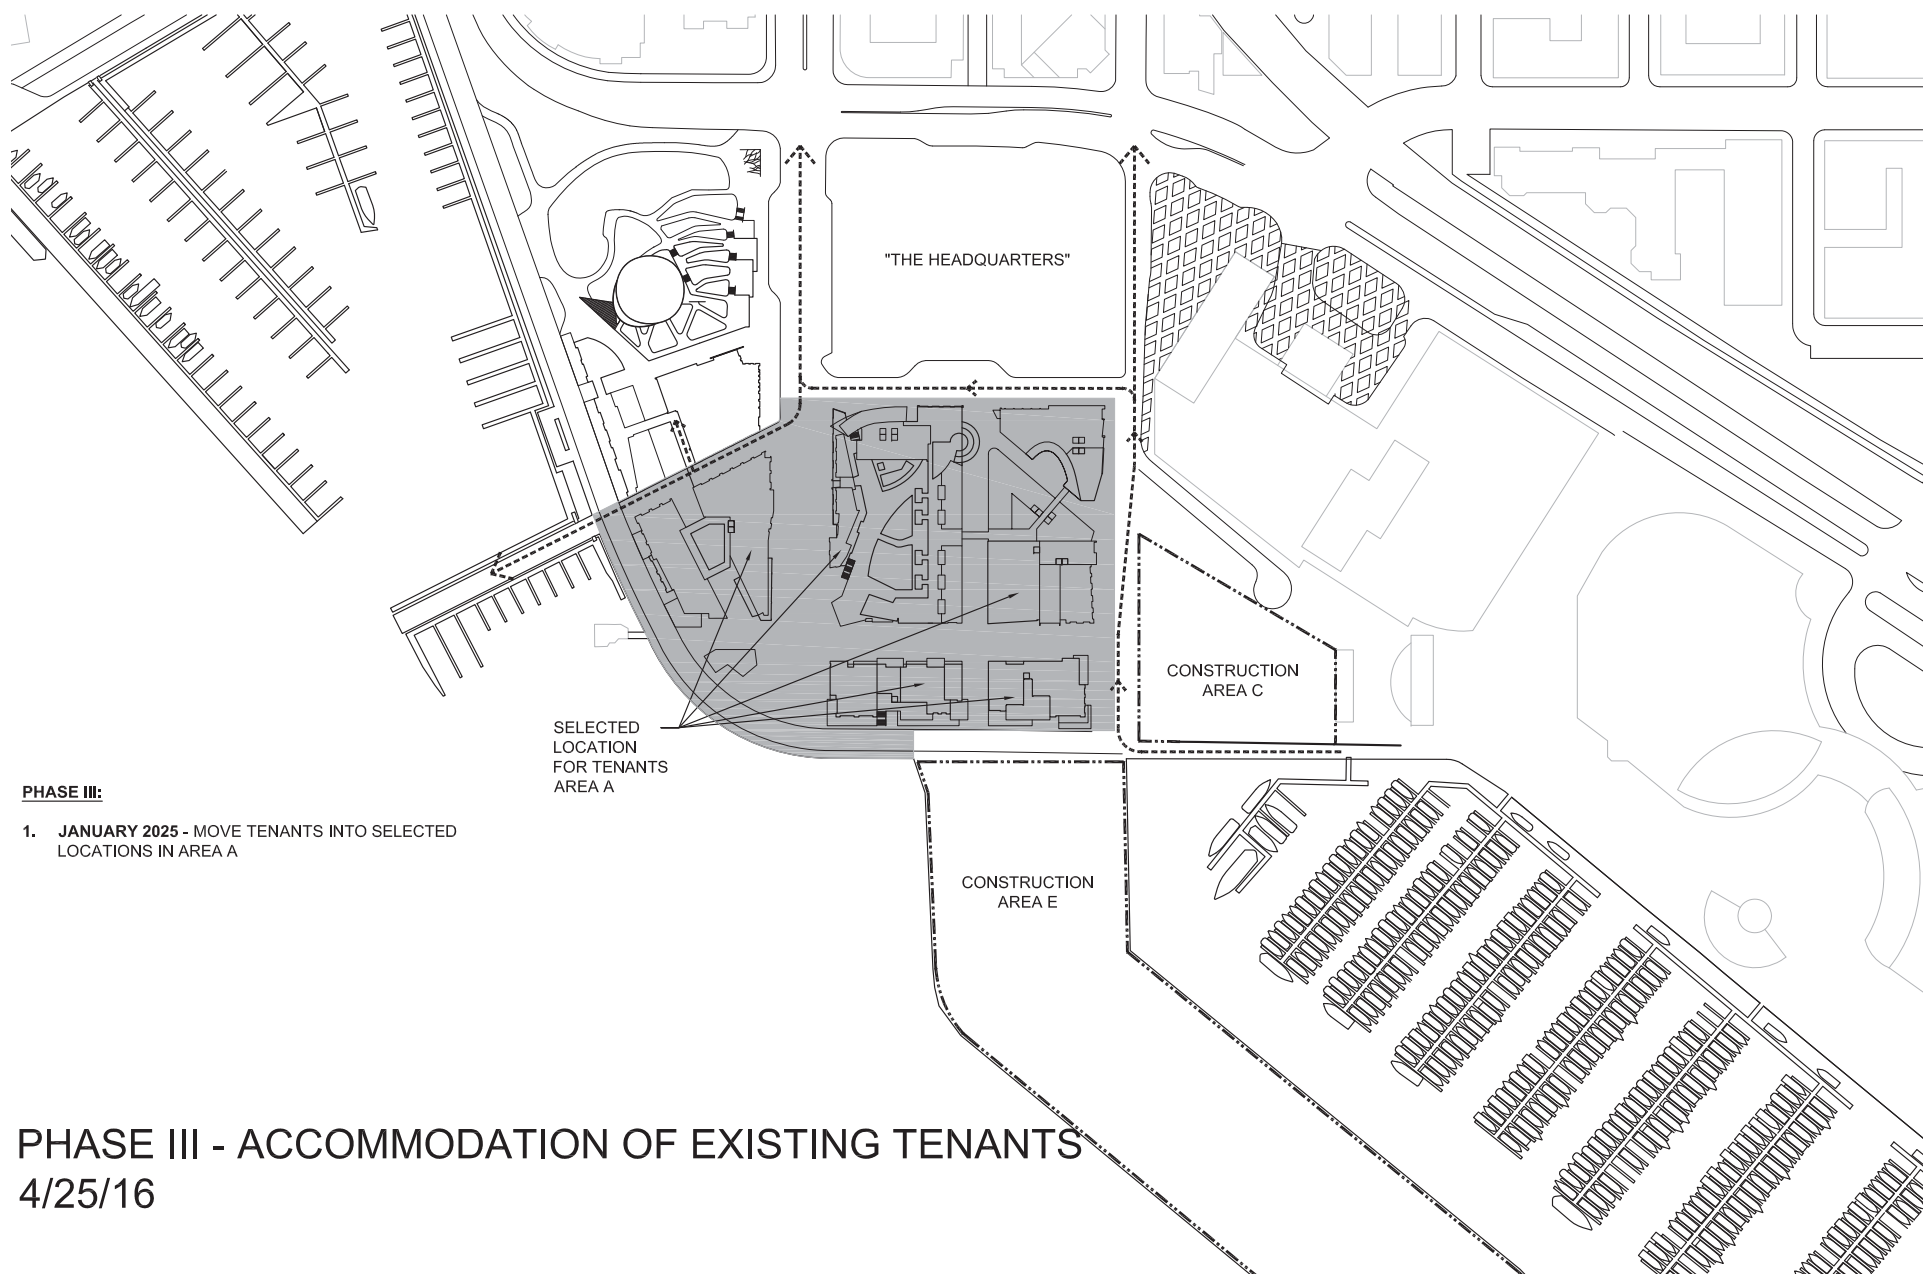 "THE HEADQUARTERS"
CONSTRUCTION
AREA C
SELECTED
LOCATION
FOR TENANTS
AREA A
PHASE III:
1. JANUARY 2025 - MOVE TENANTS INTO SELECTED
LOCATIONS IN AREA A
CONSTRUCTION
AREA E
PHASE III - ACCOMMODATION OF EXISTING TENANTS
4/25/16